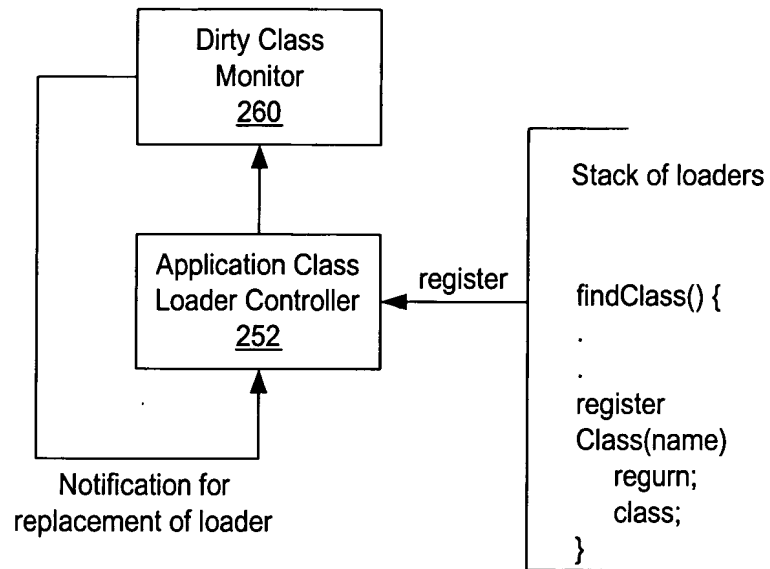 Dirty Class
Monitor
260
Stack of loaders
Application Class
Loader Controller
252
register
findClass() {
.
.
register
Class(name)
regurn;
class;
}
Notification for
replacement of loader